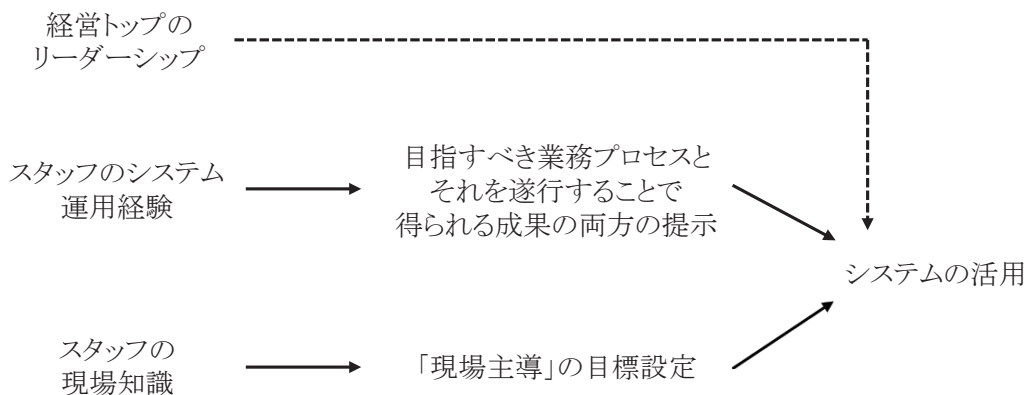 経営トップの
リーダーシップ
スタッフのシステム
運用経験
目指すべき業務プロセスと
それを遂行することで
得られる成果の両方の提示
システムの活用
スタッフの
現場知識
「現場主導」の目標設定